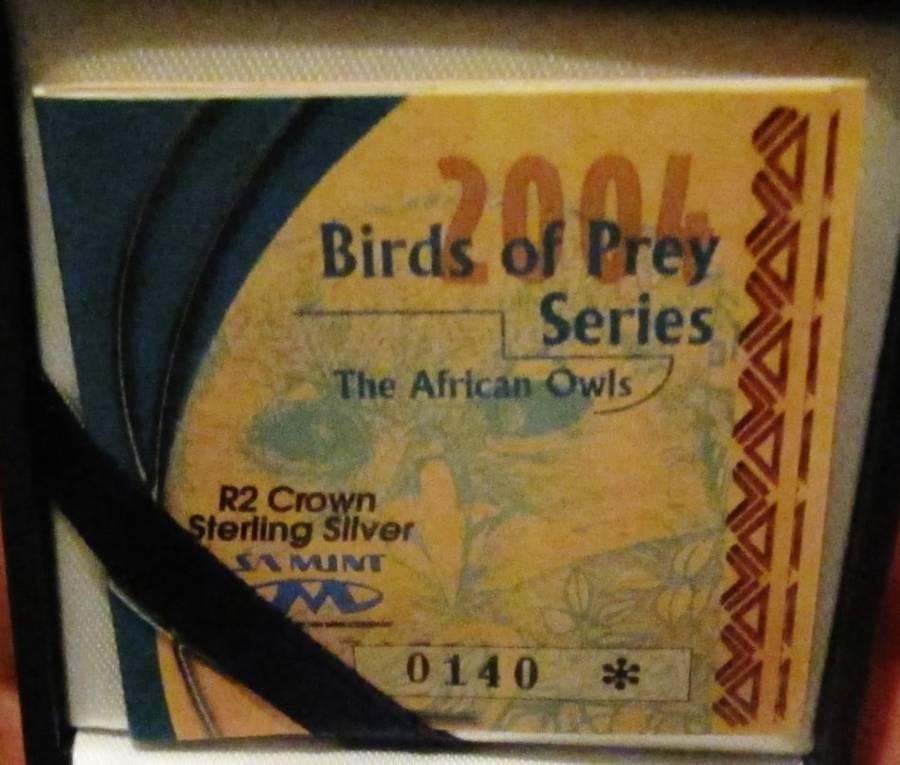 2004
Birds of Prey
Series
The African Owls
R2 Crown
Sterling Silver
SA MINT
0140 *